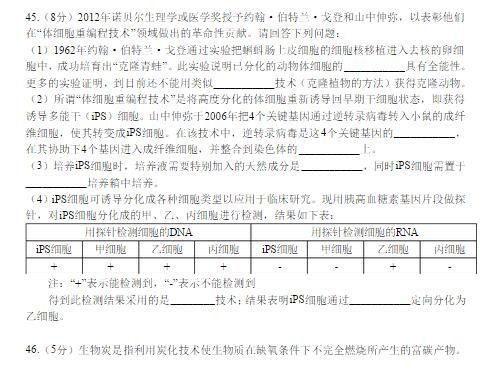 45.（8分）2012年诺贝尔生理学或医学奖授予约翰·伯特兰·戈登和山中伸弥，以表彰他们
在“体细胞重编程技术”领域做出的革命性贡献。请回答下列问题：
（1）1962年约翰·伯特兰·戈登通过实验把蝌蚪肠上皮细胞的细胞核移植进入去核的卵细
胞中，成功培育出“克隆青蛙”。此实验说明已分化的动物体细胞的___________具有全能性。
更多的实验证明，到目前还不能用类似__________技术（克隆植物的方法）获得克隆动物。
（2）所谓“体细胞重编程技术”是将高度分化的体细胞重新诱导回早期干细胞状态，即获得
诱导多能干（iPS）细胞。山中伸弥于2006年把4个关键基因通过逆转录病毒转入小鼠的成纤
维细胞，使其转变成iPS细胞。在该技术中，逆转录病毒是这4个关键基因的___________，
在其协助下4个基因进入成纤维细胞，并整合到染色体的___________上。
（3）培养iPS细胞时，培养液需要特别加入的天然成分是___________，同时iPS细胞需置于
___________培养箱中培养。
（4）iPS细胞可诱导分化成各种细胞类型以应用于临床研究。现用胰高血糖素基因片段做探
针，对iPS细胞分化成的甲、乙、丙细胞进行检测，结果如下表：
用探针检测细胞的DNA 用探针检测细胞的RNA
iPS细胞 甲细胞 乙细胞 丙细胞 iPS细胞 甲细胞 乙细胞 丙细胞
+ + + + - - + -
注：“+”表示能检测到，“-”表示不能检测到
得到此检测结果采用的是________技术；结果表明iPS细胞通过___________定向分化为
乙细胞。
46.（5分）生物炭是指利用炭化技术使生物质在缺氧条件下不完全燃烧所产生的富碳产物。